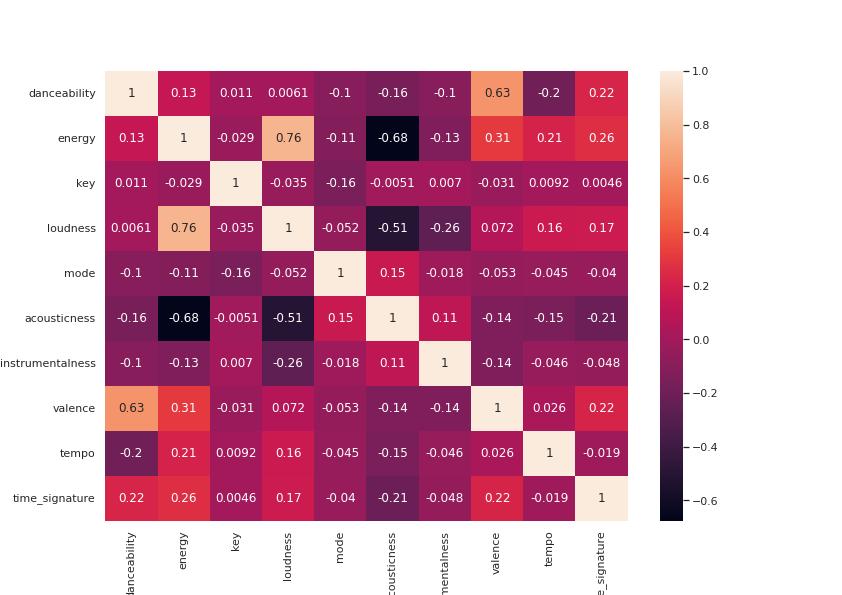 danceability 1 0.13 0.011 0.0061 -0.1 -0.16 -0.1 0.63 -0.2 0.22
energy 0.13 1 -0.029 0.76 -0.11 -0.68 -0.13 0.31 0.21 0.26
key 0.011 -0.029 1 -0.035 -0.16 -0.0051 0.007 -0.031 0.0092 0.0046
loudness 0.0061 0.76 -0.035 1 -0.052 -0.51 -0.26 0.072 0.16 0.17
mode -0.1 -0.11 -0.16 -0.052 1 0.15 -0.018 -0.053 -0.045 -0.04
acousticness -0.16 -0.68 -0.0051 -0.51 0.15 1 0.11 -0.14 -0.15 -0.21
instrumentalness -0.1 -0.13 0.007 -0.26 -0.018 0.11 1 -0.14 -0.046 -0.048
valence 0.63 0.31 -0.031 0.072 -0.053 -0.14 -0.14 1 0.026 0.22
tempo -0.2 0.21 0.0092 0.16 -0.045 -0.15 -0.046 0.026 1 -0.019
time_signature 0.22 0.26 0.0046 0.17 -0.04 -0.21 -0.048 0.22 -0.019 1
danceability
energy
key
loudness
mode
cousticness
mentalness
valence
tempo
e_signature
1.0
0.8
0.6
0.4
0.2
0.0
−0.2
−0.4
−0.6